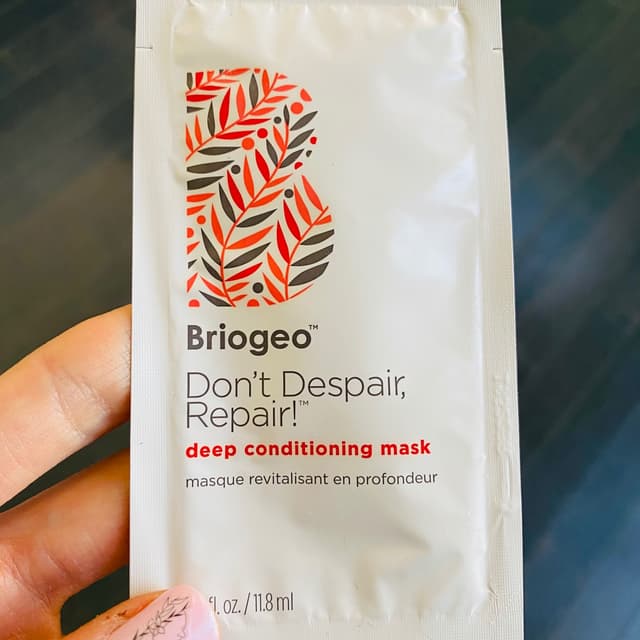 Briogeo™
Don't Despair,
Repair!™
deep conditioning mask
masque revitalisant en profondeur
fl. oz. / 11.8 ml